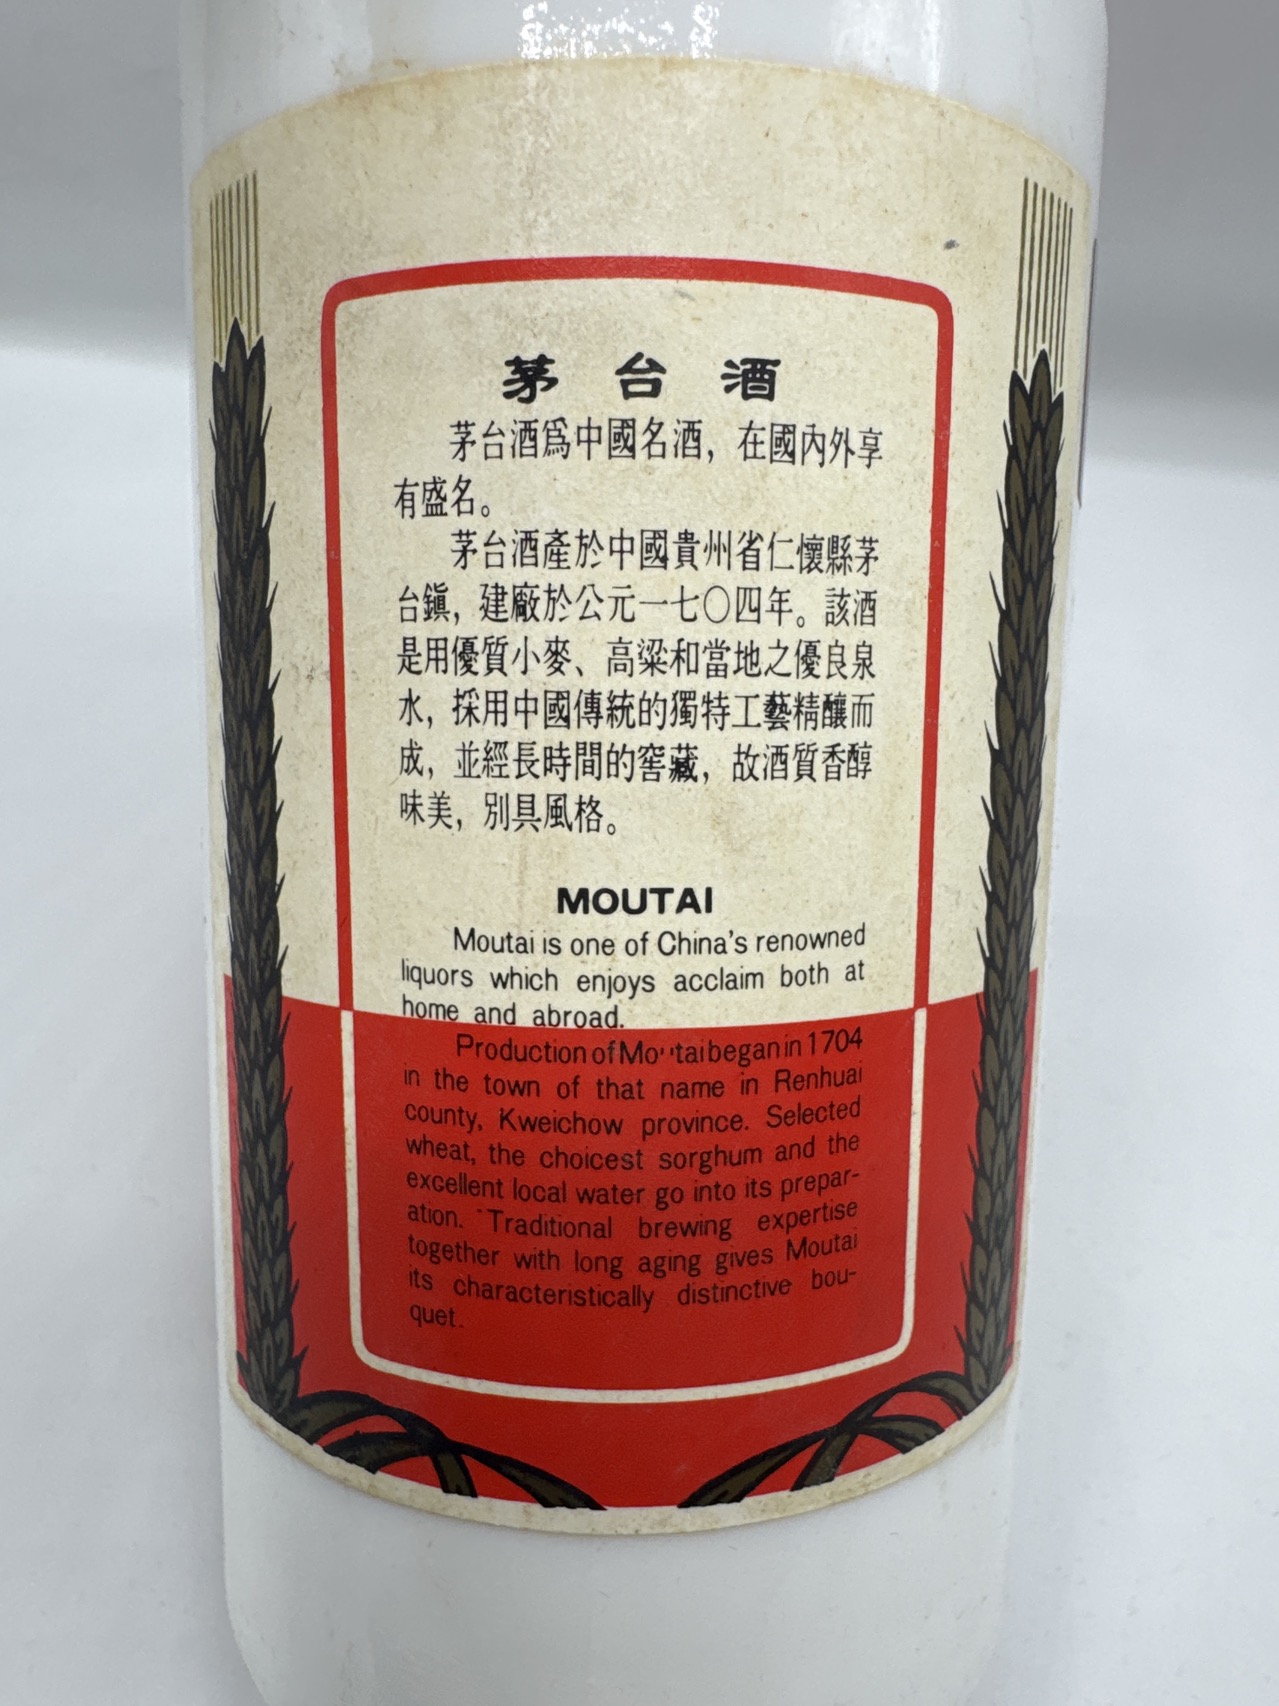 茅台酒
茅台酒爲中國名酒，在國內外享
有盛名。
茅台酒產於中國貴州省仁懷縣茅
台鎭，建廠於公元一七〇四年。該酒
是用優質小麥、高粱和當地之優良泉
水，採用中國傳統的獨特工藝精釀而
成，並經長時間的窖藏，故酒質香醇
味美，別具風格。
MOUTAI
Moutai is one of China's renowned
liquors which enjoys acclaim both at
home and abroad.
Production of Moutai began in 1704
in the town of that name in Renhuai
county, Kweichow province. Selected
wheat, the choicest sorghum and the
excellent local water go into its prepar-
ation. Traditional brewing expertise
together with long aging gives Moutai
its characteristically distinctive bou-
quet.